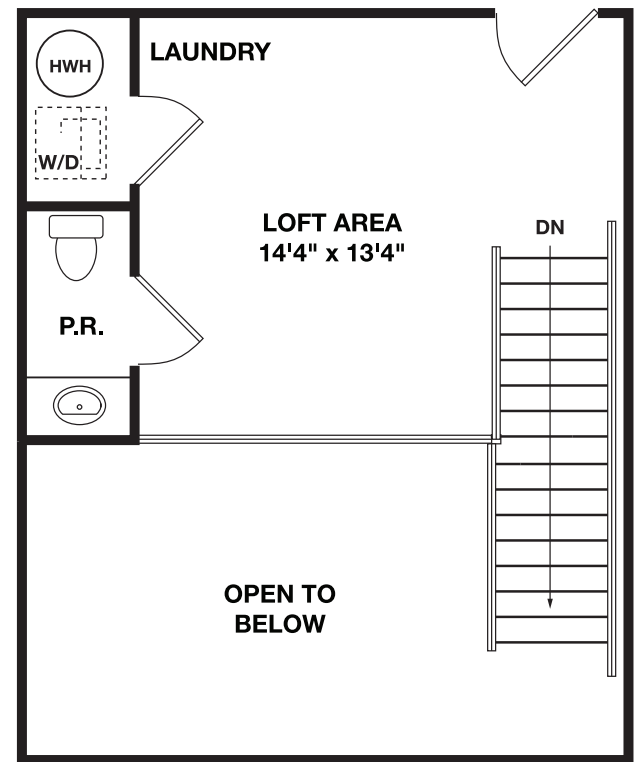 LAUNDRY
HWH
W/D
LOFT AREA
14'4" x 13'4"
DN
P.R.
OPEN TO
BELOW